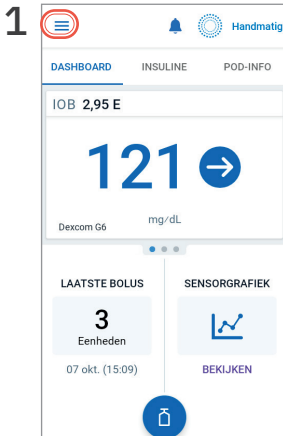 1
Handmatig
DASHBOARD INSULINE POD-INFO
IOB 2,95 E
121
mg/dL
Dexcom G6
LAATSTE BOLUS SENSORGRAFIEK
3
Eenheden
07 okt. (15:09) BEKIJKEN